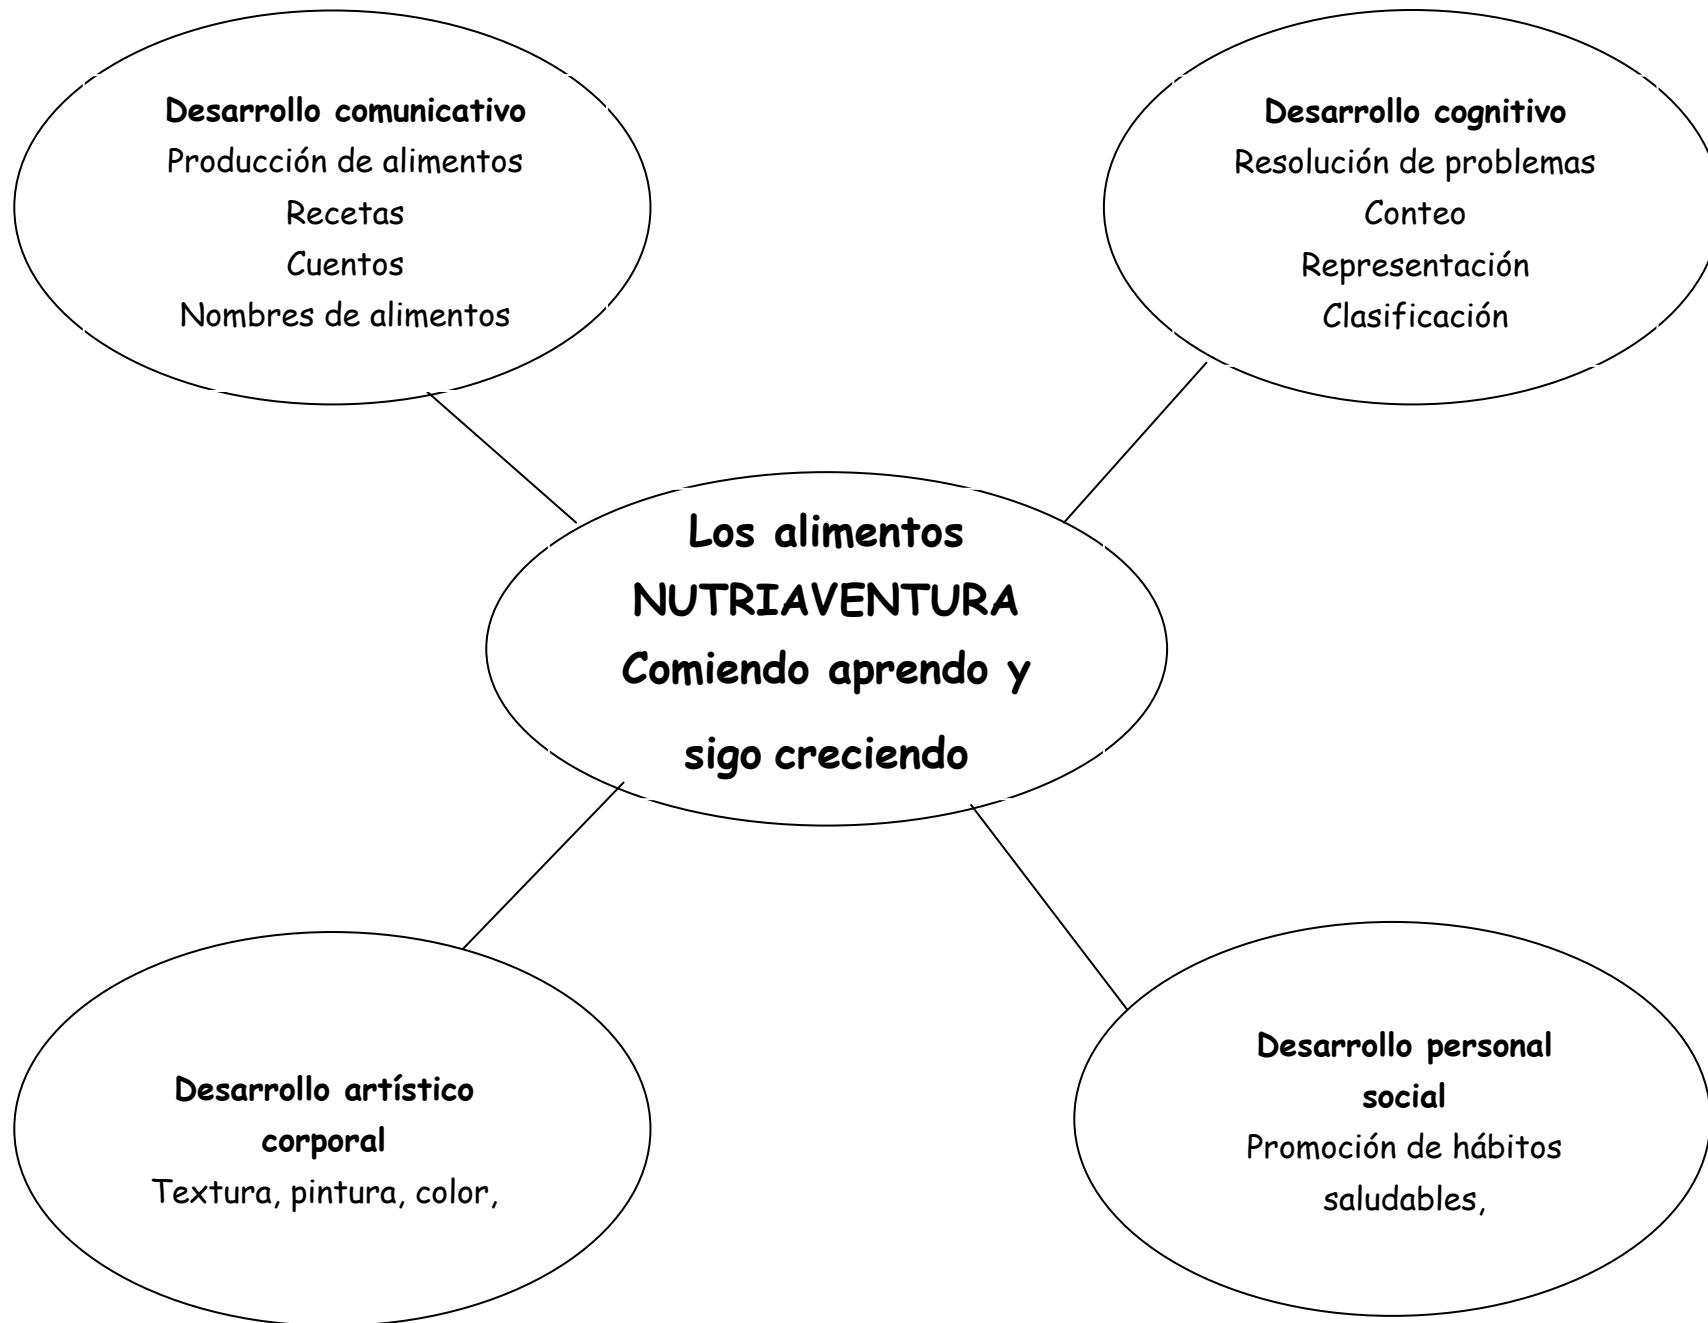 Desarrollo comunicativo
Producción de alimentos
Recetas
Cuentos
Nombres de alimentos
Desarrollo cognitivo
Resolución de problemas
Conteo
Representación
Clasificación
Los alimentos
NUTRIAVENTURA
Comiendo aprendo y
sigo creciendo
Desarrollo artístico
corporal
Textura, pintura, color,
Desarrollo personal
social
Promoción de hábitos
saludables,